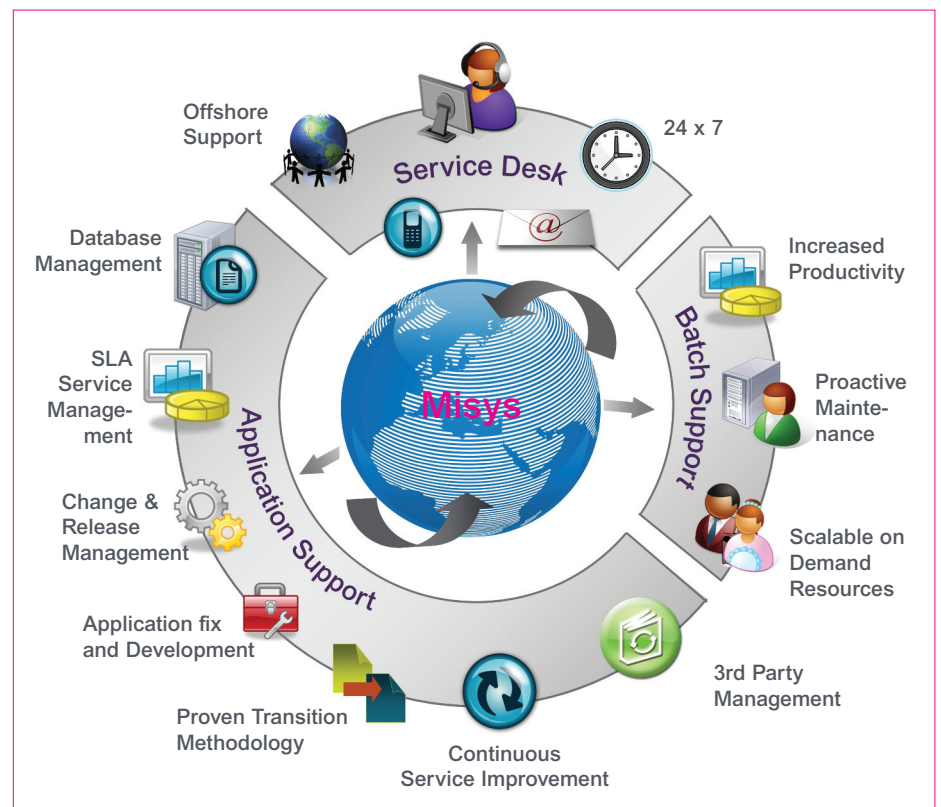 Offshore
Support
Service Desk
24 x 7
Database
Management
Increased
Productivity
SLA
Service
Manage-
ment
Misys
Batch Support
Proactive
Mainte-
nance
Application Support
Change &
Release
Management
Scalable on
Demand
Resources
Application fix
and Development
3rd Party
Management
Proven Transition
Methodology
Continuous
Service Improvement
@